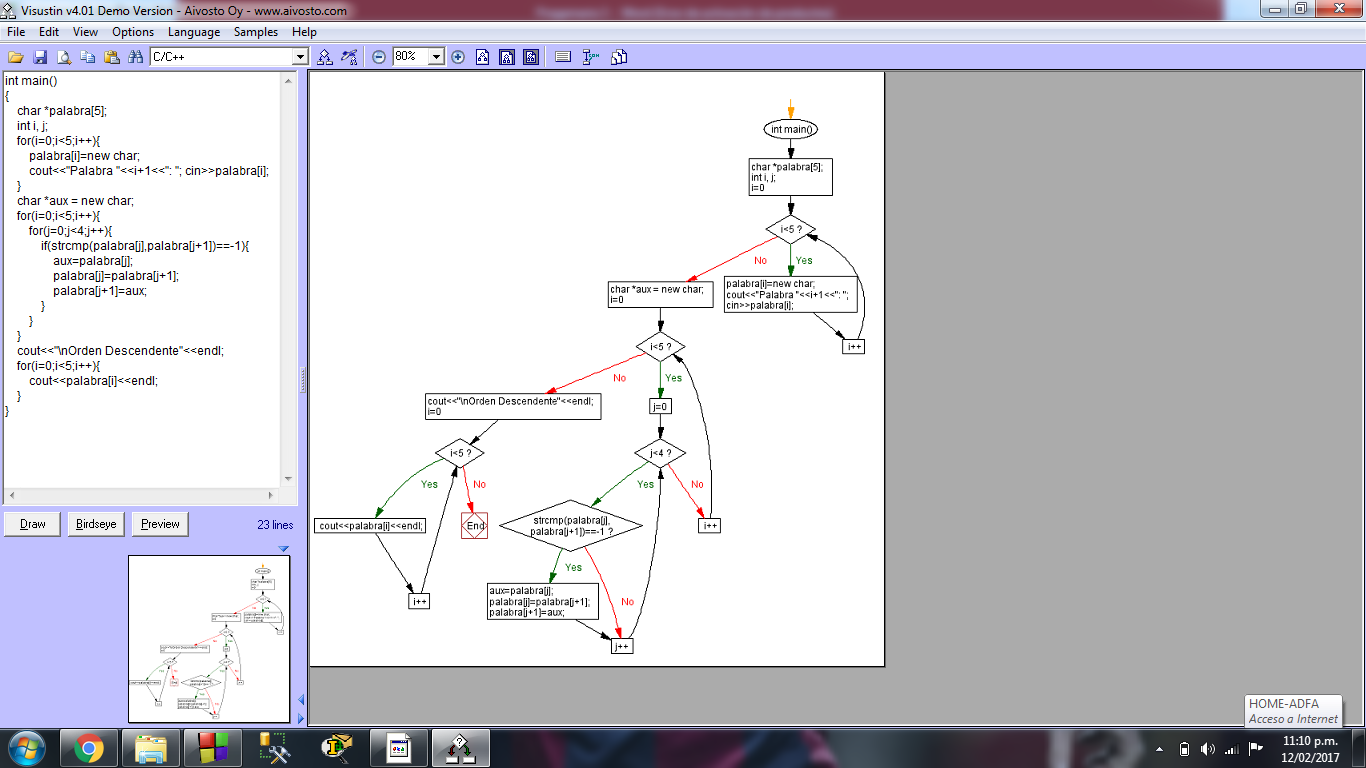 Visustin v4.01 Demo Version - Aivosto Oy - www.aivosto.com
File Edit View Options Language Samples Help
C/C++ 80%
int main()
{
char *palabra[5];
int i, j;
for(i=0;i<5;i++){
palabra[i]=new char;
cout<<"Palabra "<<i+1<<": "; cin>>palabra[i];
}
char *aux = new char;
for(i=0;i<5;i++){
for(j=0;j<4;j++){
if(strcmp(palabra[j],palabra[j+1])==-1){
aux=palabra[j];
palabra[j]=palabra[j+1];
palabra[j+1]=aux;
}
}
}
cout<<"\nOrden Descendente"<<endl;
for(i=0;i<5;i++){
cout<<palabra[i]<<endl;
}
}
Draw Birdseye Preview 23 lines
int main()
char *palabra[5];
int i, j;
i=0
i<5 ?
No Yes
char *aux = new char;
i=0
palabra[i]=new char;
cout<<"Palabra "<<i+1<<": ";
cin>>palabra[i];
i++
i<5 ?
No Yes
cout<<"\nOrden Descendente"<<endl;
i=0
j=0
i<5 ?
j<4 ?
Yes No
Yes No
cout<<palabra[i]<<endl;
End
strcmp(palabra[j],
palabra[j+1])==-1 ?
i++
Yes
No
i++
aux=palabra[j];
palabra[j]=palabra[j+1];
palabra[j+1]=aux;
j++
HOME-ADFA
Acceso a Internet
11:10 p.m.
12/02/2017